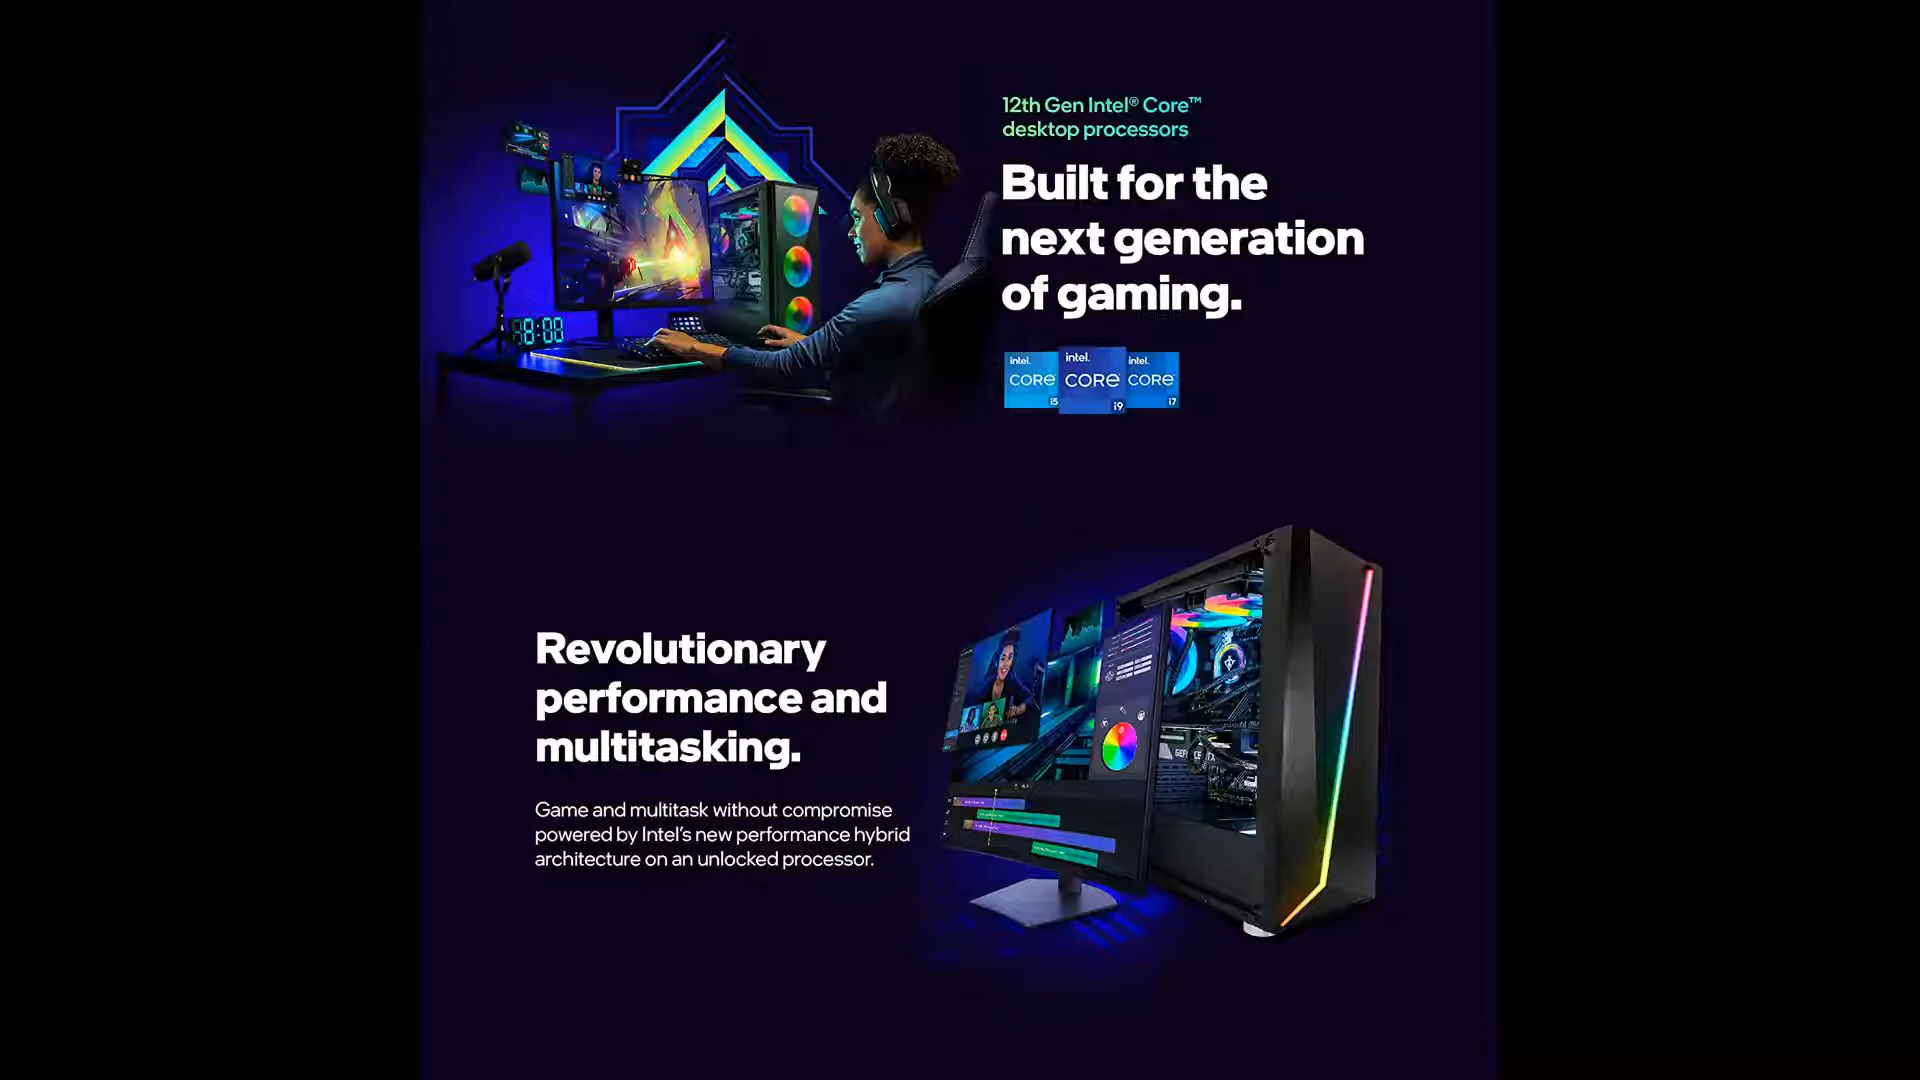 12th Gen Intel® Core™
desktop processors
Built for the
next generation
of gaming.
intel.
CORE
i5
intel.
CORE
i9
intel.
CORE
i7
8:00
Revolutionary
performance and
multitasking.
Game and multitask without compromise
powered by Intel's new performance hybrid
architecture on an unlocked processor.